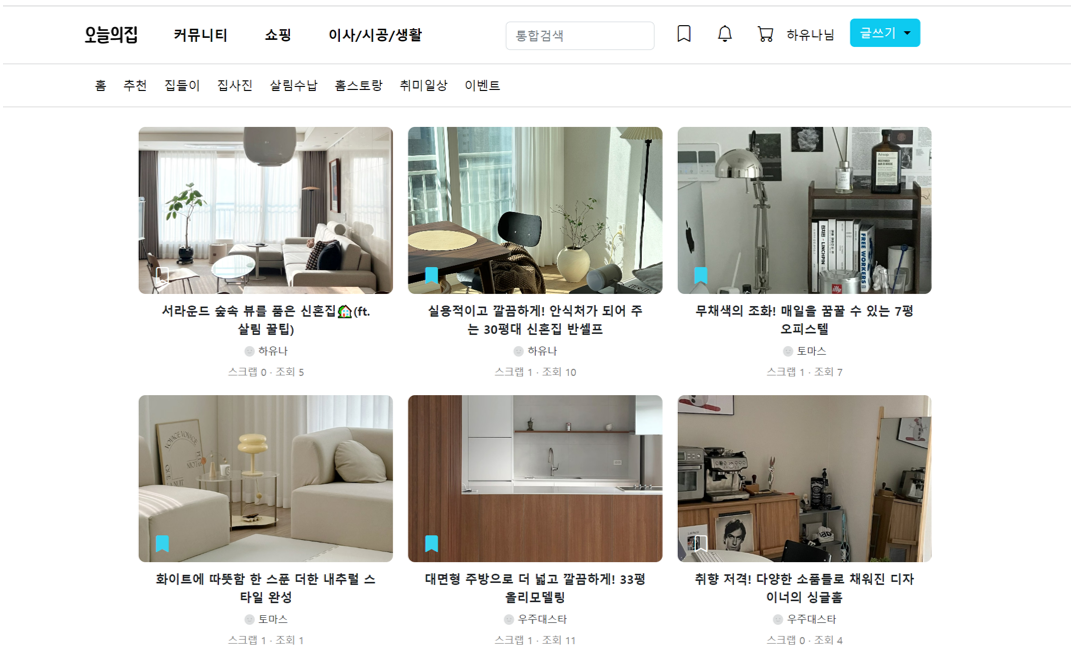 오늘의집 커뮤니티 쇼핑 이사/시공/생활 통합검색 하유나님 글쓰기
홈 추천 집들이 집사진 살림수납 홈스토랑 취미일상 이벤트
서라운드 숲속 뷰를 품은 신혼집🏠(ft.
살림 꿀팁)
하유나
스크랩 0 · 조회 5
실용적이고 깔끔하게! 안식처가 되어 주
는 30평대 신혼집 반셀프
하유나
스크랩 1 · 조회 10
무채색의 조화! 매일을 꿈꿀 수 있는 7평
오피스텔
토마스
스크랩 1 · 조회 7
화이트에 따뜻함 한 스푼 더한 내추럴 스
타일 완성
토마스
스크랩 1 · 조회 1
대면형 주방으로 더 넓고 깔끔하게! 33평
올리모델링
우주대스타
스크랩 1 · 조회 11
취향 저격! 다양한 소품들로 채워진 디자
이너의 싱글홈
우주대스타
스크랩 0 · 조회 4